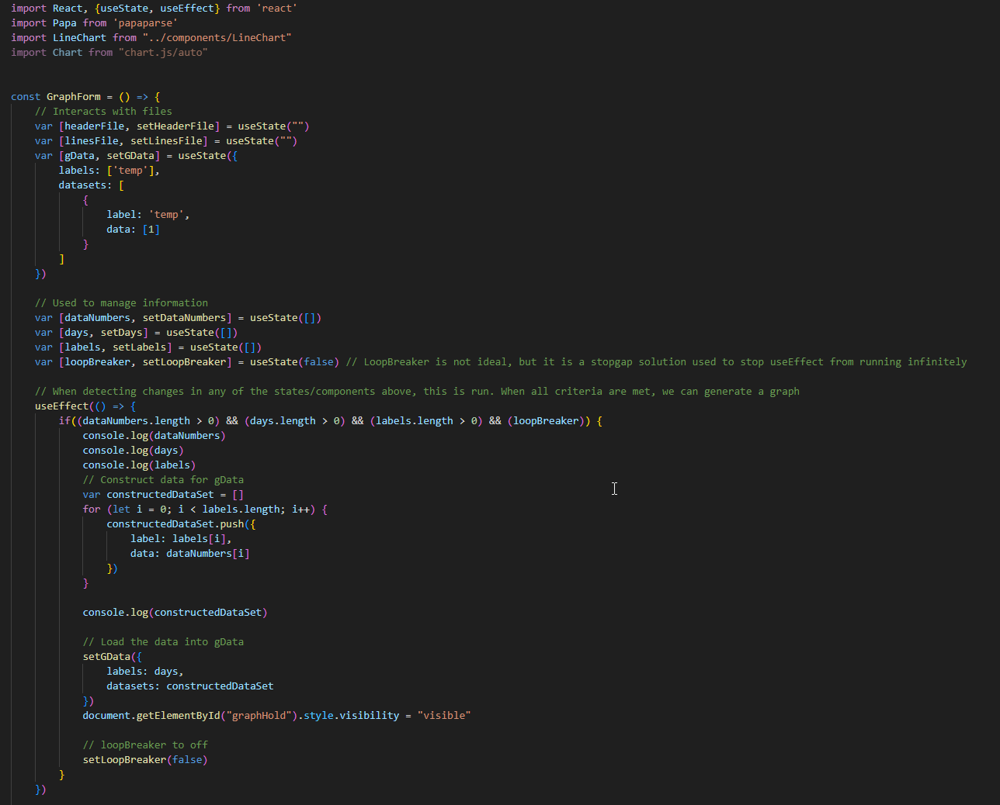 import React, {useState, useEffect} from 'react'
import Papa from 'papaparse'
import LineChart from "../components/LineChart"
import Chart from "chart.js/auto"
const GraphForm = () => {
// Interacts with files
var [headerFile, setHeaderFile] = useState("")
var [linesFile, setLinesFile] = useState("")
var [gData, setGData] = useState({
labels: ['temp'],
datasets: [
{
label: 'temp',
data: [1]
}
]
})
// Used to manage information
var [dataNumbers, setDataNumbers] = useState([])
var [days, setDays] = useState([])
var [labels, setLabels] = useState([])
var [loopBreaker, setLoopBreaker] = useState(false) // LoopBreaker is not ideal, but it is a stopgap solution used to stop useEffect from running infinitely
// When detecting changes in any of the states/components above, this is run. When all criteria are met, we can generate a graph
useEffect(() => {
if((dataNumbers.length > 0) && (days.length > 0) && (labels.length > 0) && (loopBreaker)) {
console.log(dataNumbers)
console.log(days)
console.log(labels)
// Construct data for gData
var constructedDataSet = []
for (let i = 0; i < labels.length; i++) {
constructedDataSet.push({
label: labels[i],
data: dataNumbers[i]
})
}
console.log(constructedDataSet)
// Load the data into gData
setGData({
labels: days,
datasets: constructedDataSet
})
document.getElementById("graphHold").style.visibility = "visible"
// loopBreaker to off
setLoopBreaker(false)
}
})